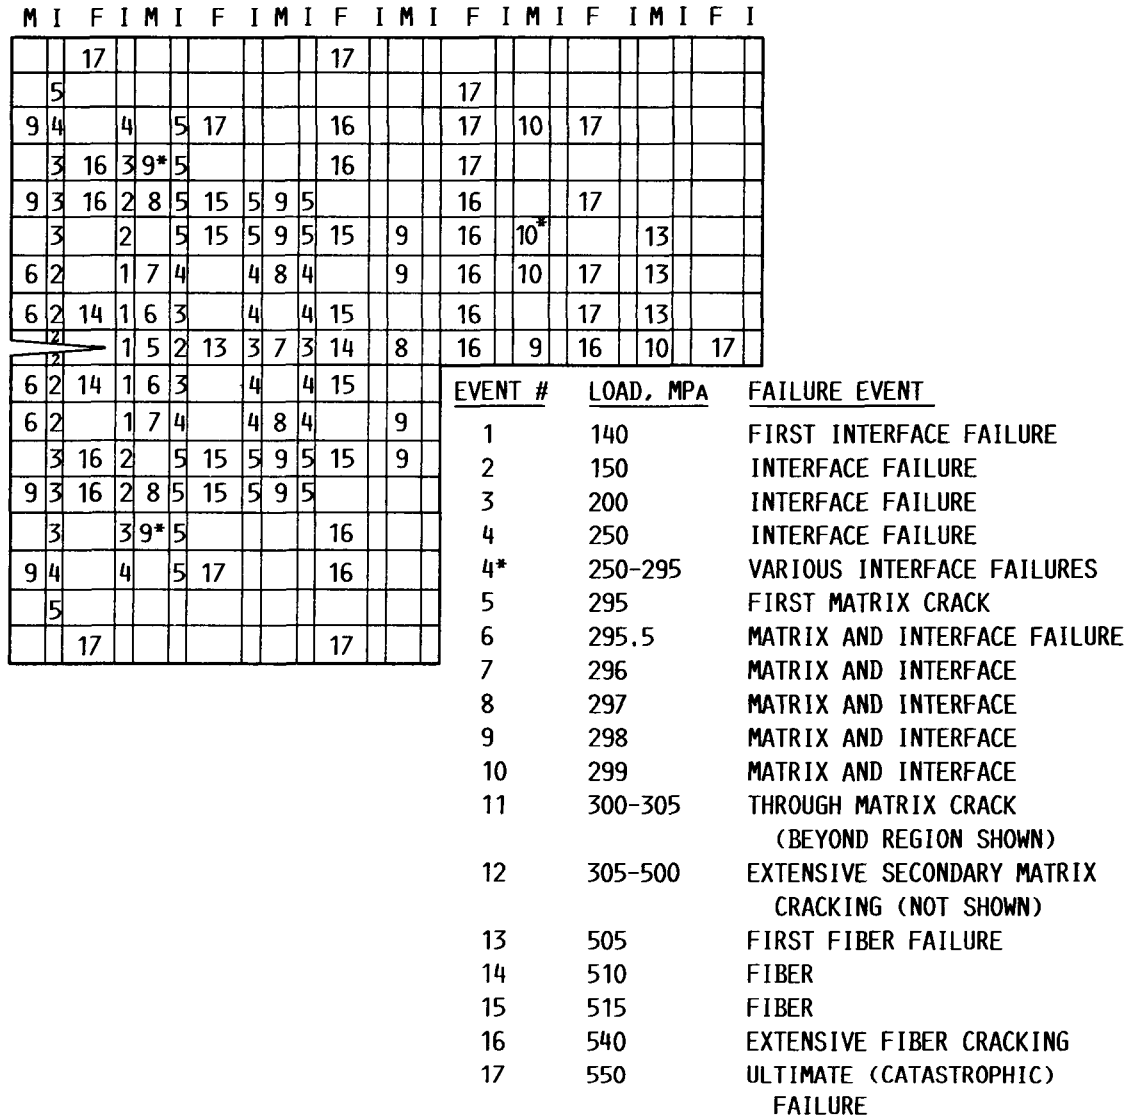 M I F I M I F I M I F I M I F I M I F I M I F I
17 17
5 17
9 4 4 5 17 16 17 10 17
3 16 3 9* 5 16 17
9 3 16 2 8 5 15 5 9 5 16 17
3 2 5 15 5 9 5 15 9 16 10* 13
6 2 1 7 4 4 8 4 9 16 10 17 13
6 2 14 1 6 3 4 4 15 16 17 13
2
1 5 2 13 3 7 3 14 8 16 9 16 10 17
2
6 2 14 1 6 3 4 4 15
6 2 1 7 4 4 8 4 9
3 16 2 5 15 5 9 5 15 9
9 3 16 2 8 5 15 5 9 5
3 3 9* 5 16
9 4 4 5 17 16
5
17 17
EVENT # LOAD, MPa FAILURE EVENT
1 140 FIRST INTERFACE FAILURE
2 150 INTERFACE FAILURE
3 200 INTERFACE FAILURE
4 250 INTERFACE FAILURE
4* 250-295 VARIOUS INTERFACE FAILURES
5 295 FIRST MATRIX CRACK
6 295.5 MATRIX AND INTERFACE FAILURE
7 296 MATRIX AND INTERFACE
8 297 MATRIX AND INTERFACE
9 298 MATRIX AND INTERFACE
10 299 MATRIX AND INTERFACE
11 300-305 THROUGH MATRIX CRACK
(BEYOND REGION SHOWN)
12 305-500 EXTENSIVE SECONDARY MATRIX
CRACKING (NOT SHOWN)
13 505 FIRST FIBER FAILURE
14 510 FIBER
15 515 FIBER
16 540 EXTENSIVE FIBER CRACKING
17 550 ULTIMATE (CATASTROPHIC)
FAILURE